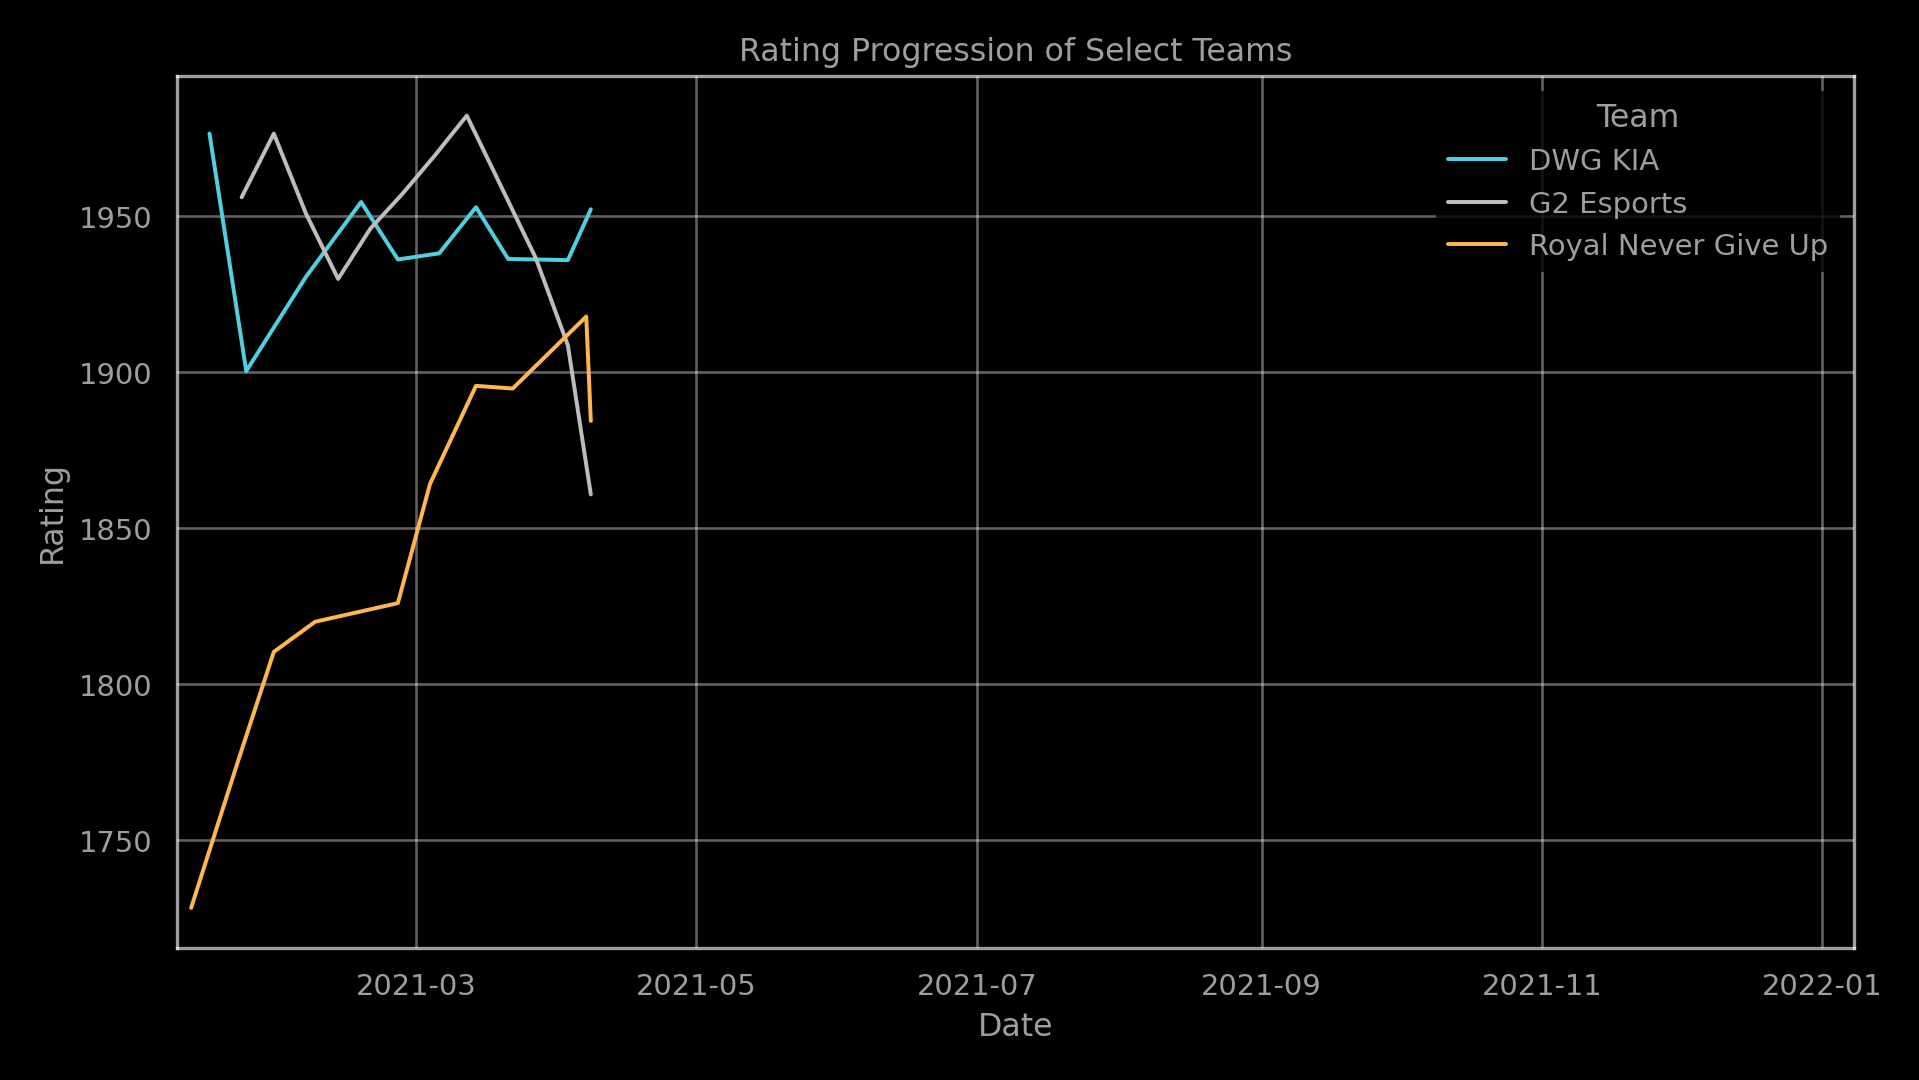 Rating Progression of Select Teams
Team
DWG KIA
G2 Esports
Royal Never Give Up
1950
1900
1850
1800
1750
Rating
2021-03
2021-05
2021-07
2021-09
2021-11
2022-01
Date